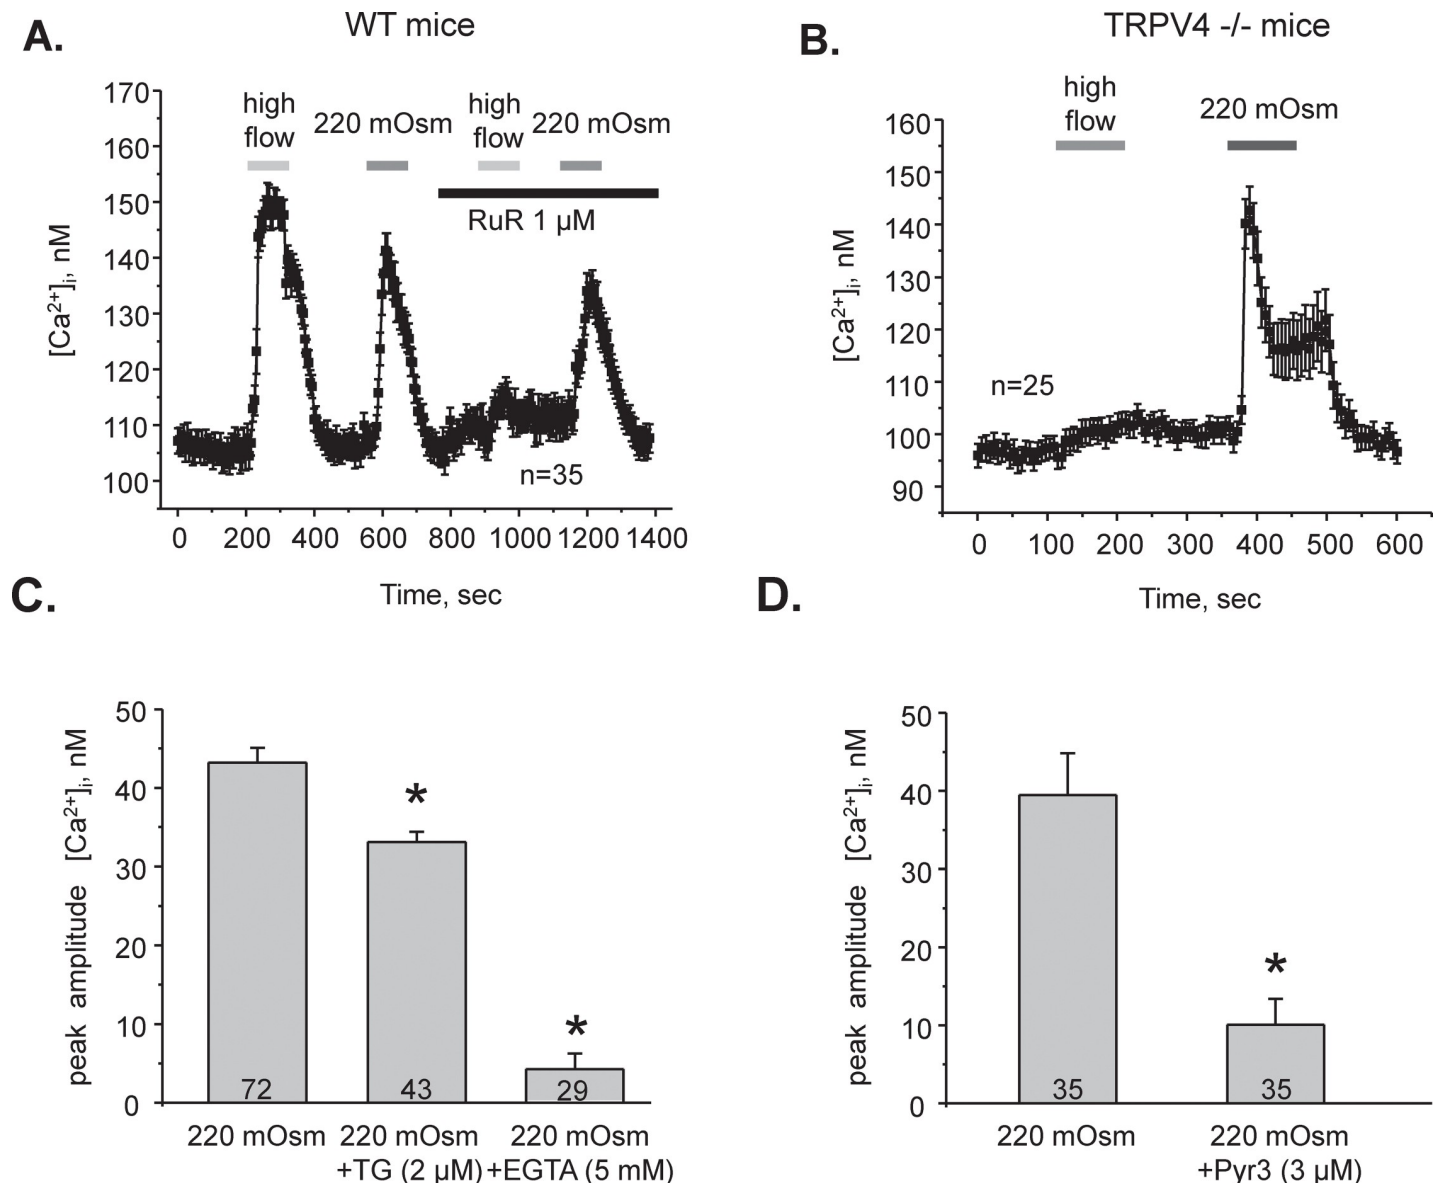 A.
WT mice
170
160
150
140
130
120
110
100
[Ca²⁺]ᵢ, nM
high
flow
220 mOsm
high
flow
220 mOsm
RuR 1 µM
n=35
0 200 400 600 800 1000 1200 1400
Time, sec
B.
TRPV4 -/- mice
160
150
140
130
120
110
100
90
[Ca²⁺]ᵢ, nM
high
flow
220 mOsm
n=25
0 100 200 300 400 500 600
Time, sec
C.
50
40
30
20
10
0
peak amplitude [Ca²⁺]ᵢ, nM
*
*
72 43 29
220 mOsm 220 mOsm 220 mOsm
+TG (2 µM) +EGTA (5 mM)
D.
50
40
30
20
10
0
peak amplitude [Ca²⁺]ᵢ, nM
*
35 35
220 mOsm 220 mOsm
+Pyr3 (3 µM)